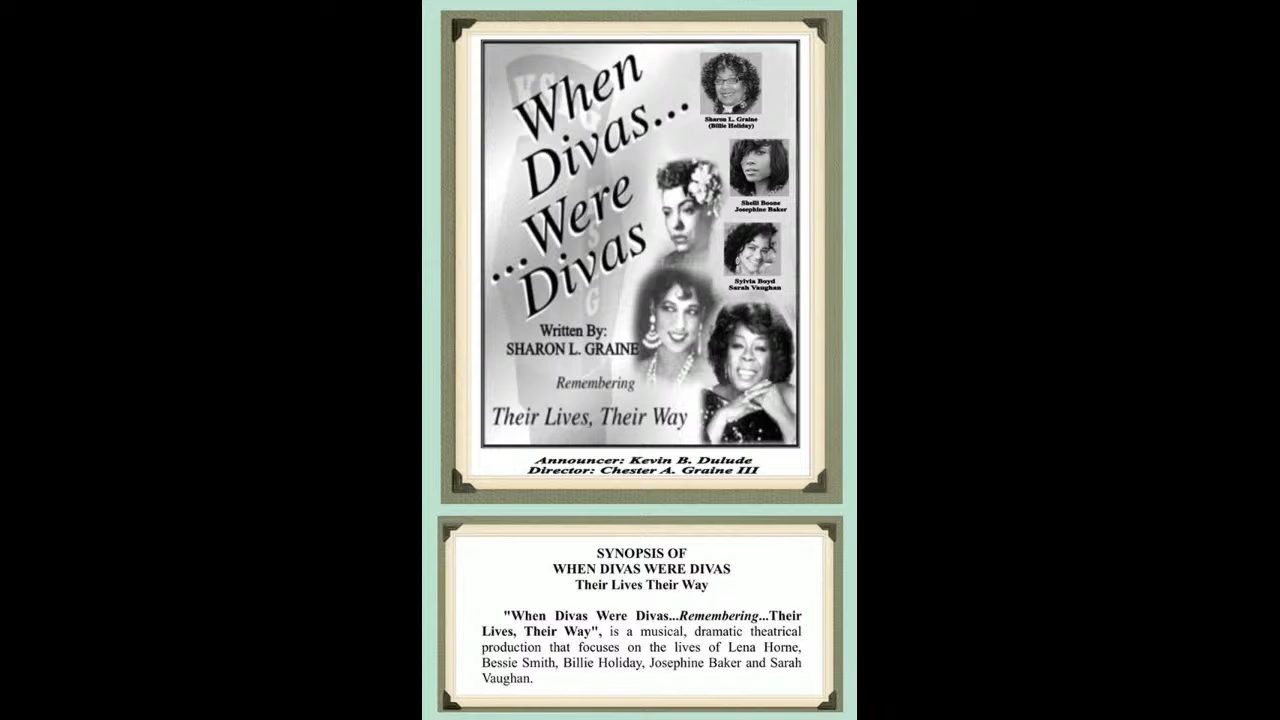 When
Divas...
...Were
Divas
Sharon L. Graine
(Billie Holiday)
Shelli Boone
Josephine Baker
Sylvia Boyd
Sarah Vaughan
Written By:
SHARON L. GRAINE
Remembering
Their Lives, Their Way
Announcer: Kevin B. Dulude
Director: Chester A. Graine III
SYNOPSIS OF
WHEN DIVAS WERE DIVAS
Their Lives Their Way
"When Divas Were Divas...Remembering...Their
Lives, Their Way", is a musical, dramatic theatrical
production that focuses on the lives of Lena Horne,
Bessie Smith, Billie Holiday, Josephine Baker and Sarah
Vaughan.